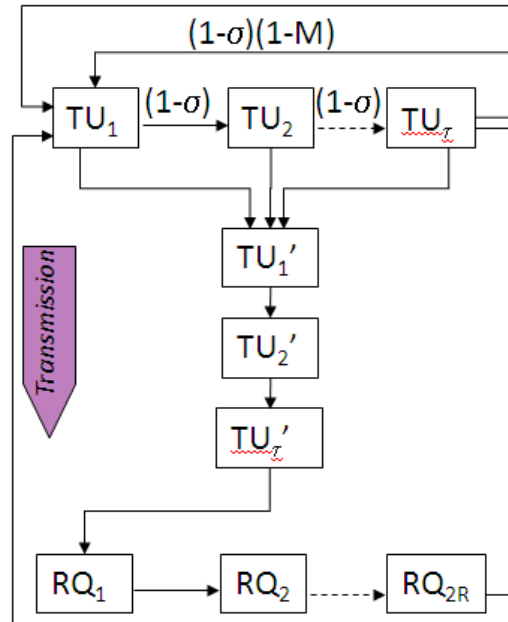 (1-σ)(1-M)
(1-σ) (1-σ)
TU₁ TU₂ TUτ
TU₁’
Transmission
TU₂’
TUτ’
RQ₁ RQ₂ RQ₂R